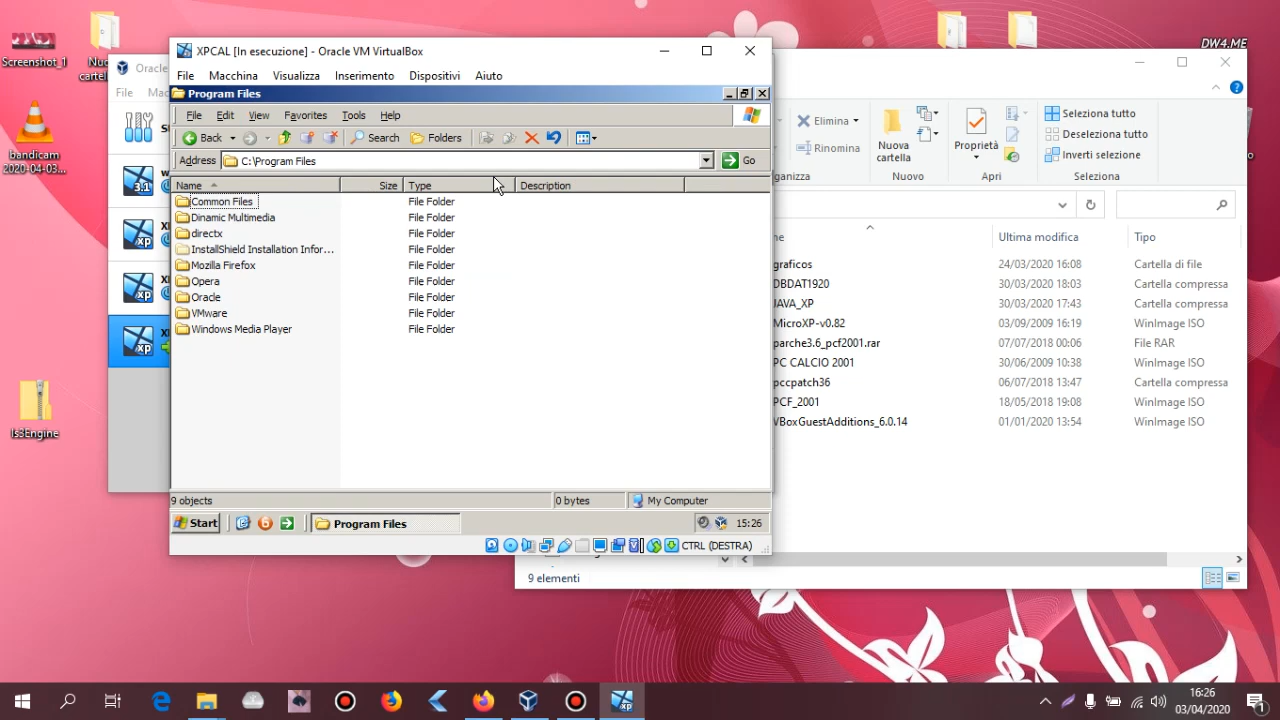 Screenshot_1
bandicam
2020-04-03...
ls3Engine
DW4.ME
Oracle
File
XPCAL [In esecuzione] - Oracle VM VirtualBox
File Macchina Visualizza Inserimento Dispositivi Aiuto
Program Files
File Edit View Favorites Tools Help
Back Search Folders
Address C:\Program Files Go
Name Size Type Description
Common Files File Folder
Dinamic Multimedia File Folder
directx File Folder
InstallShield Installation Infor... File Folder
Mozilla Firefox File Folder
Opera File Folder
Oracle File Folder
VMware File Folder
Windows Media Player File Folder
9 objects 0 bytes My Computer
Start Program Files 15:26
CTRL (DESTRA)
Elimina
Rinomina
Nuova
cartella
Nuovo
Proprietà
Apri
Seleziona tutto
Deseleziona tutto
Inverti selezione
Seleziona
Ultima modifica Tipo
graficos 24/03/2020 16:08 Cartella di file
DBDAT1920 30/03/2020 18:03 Cartella compressa
JAVA_XP 30/03/2020 17:43 Cartella compressa
MicroXP-v0.82 03/09/2009 16:19 WinImage ISO
parche3.6_pcf2001.rar 07/07/2018 00:06 File RAR
PC CALCIO 2001 30/06/2009 10:38 WinImage ISO
pccpatch36 06/07/2018 13:47 Cartella compressa
PCF_2001 18/05/2018 19:08 WinImage ISO
VBoxGuestAdditions_6.0.14 01/01/2020 13:54 WinImage ISO
9 elementi
16:26
03/04/2020